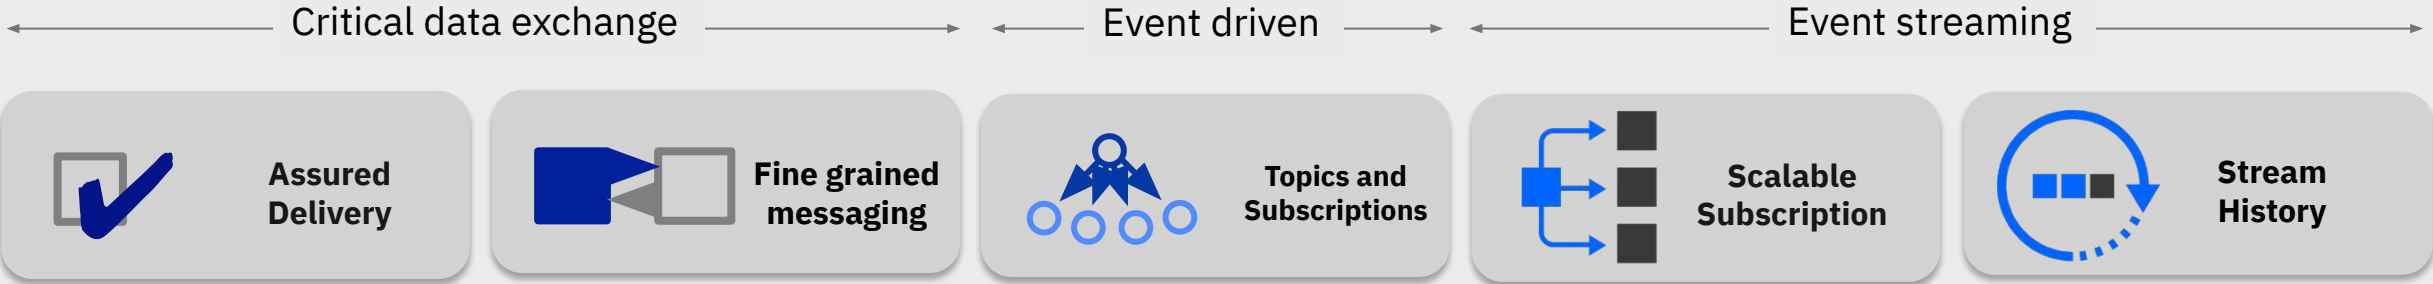 Critical data exchange
Event driven
Event streaming
Assured
Delivery
Fine grained
messaging
Topics and
Subscriptions
Scalable
Subscription
Stream
History